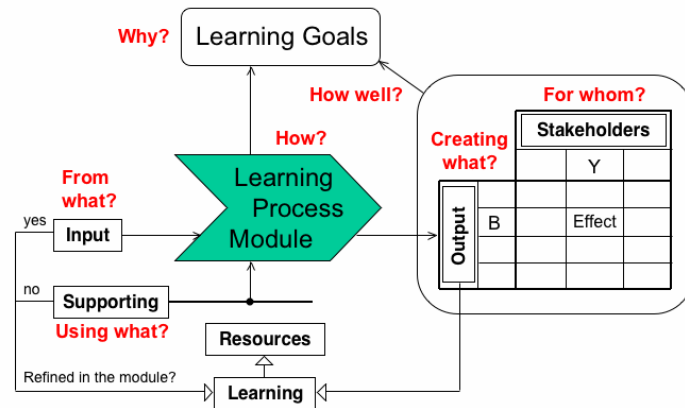 Why?
Learning Goals
How well?
For whom?
Stakeholders
How?
Creating
what?
Y
From
what?
Learning
Process
Module
yes
Input
Output
B
Effect
no
Supporting
Using what?
Resources
Refined in the module?
Learning